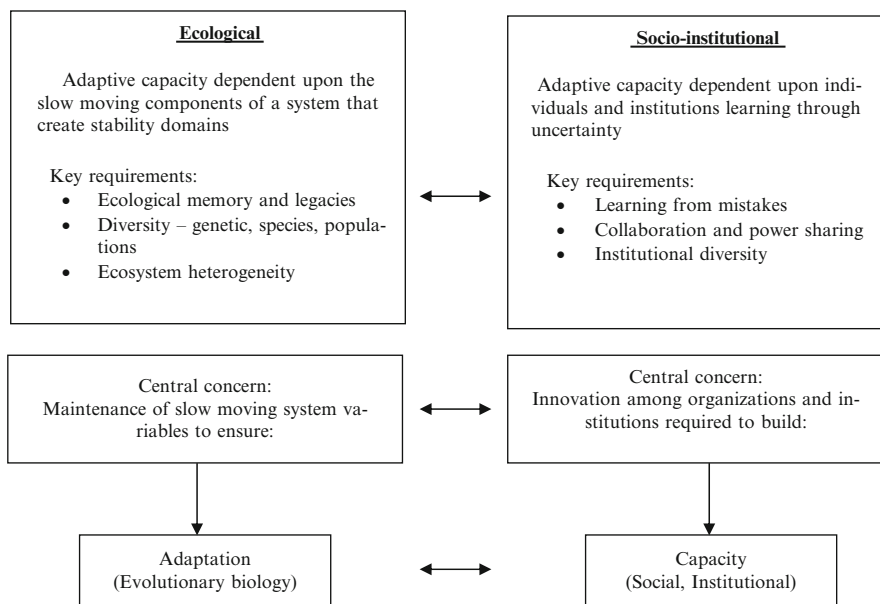 Ecological
Adaptive capacity dependent upon the
slow moving components of a system that
create stability domains
Key requirements:
• Ecological memory and legacies
• Diversity – genetic, species, popula-
tions
• Ecosystem heterogeneity
Socio-institutional
Adaptive capacity dependent upon indi-
viduals and institutions learning through
uncertainty
Key requirements:
• Learning from mistakes
• Collaboration and power sharing
• Institutional diversity
Central concern:
Maintenance of slow moving system va-
riables to ensure:
Central concern:
Innovation among organizations and in-
stitutions required to build:
Adaptation
(Evolutionary biology)
Capacity
(Social, Institutional)